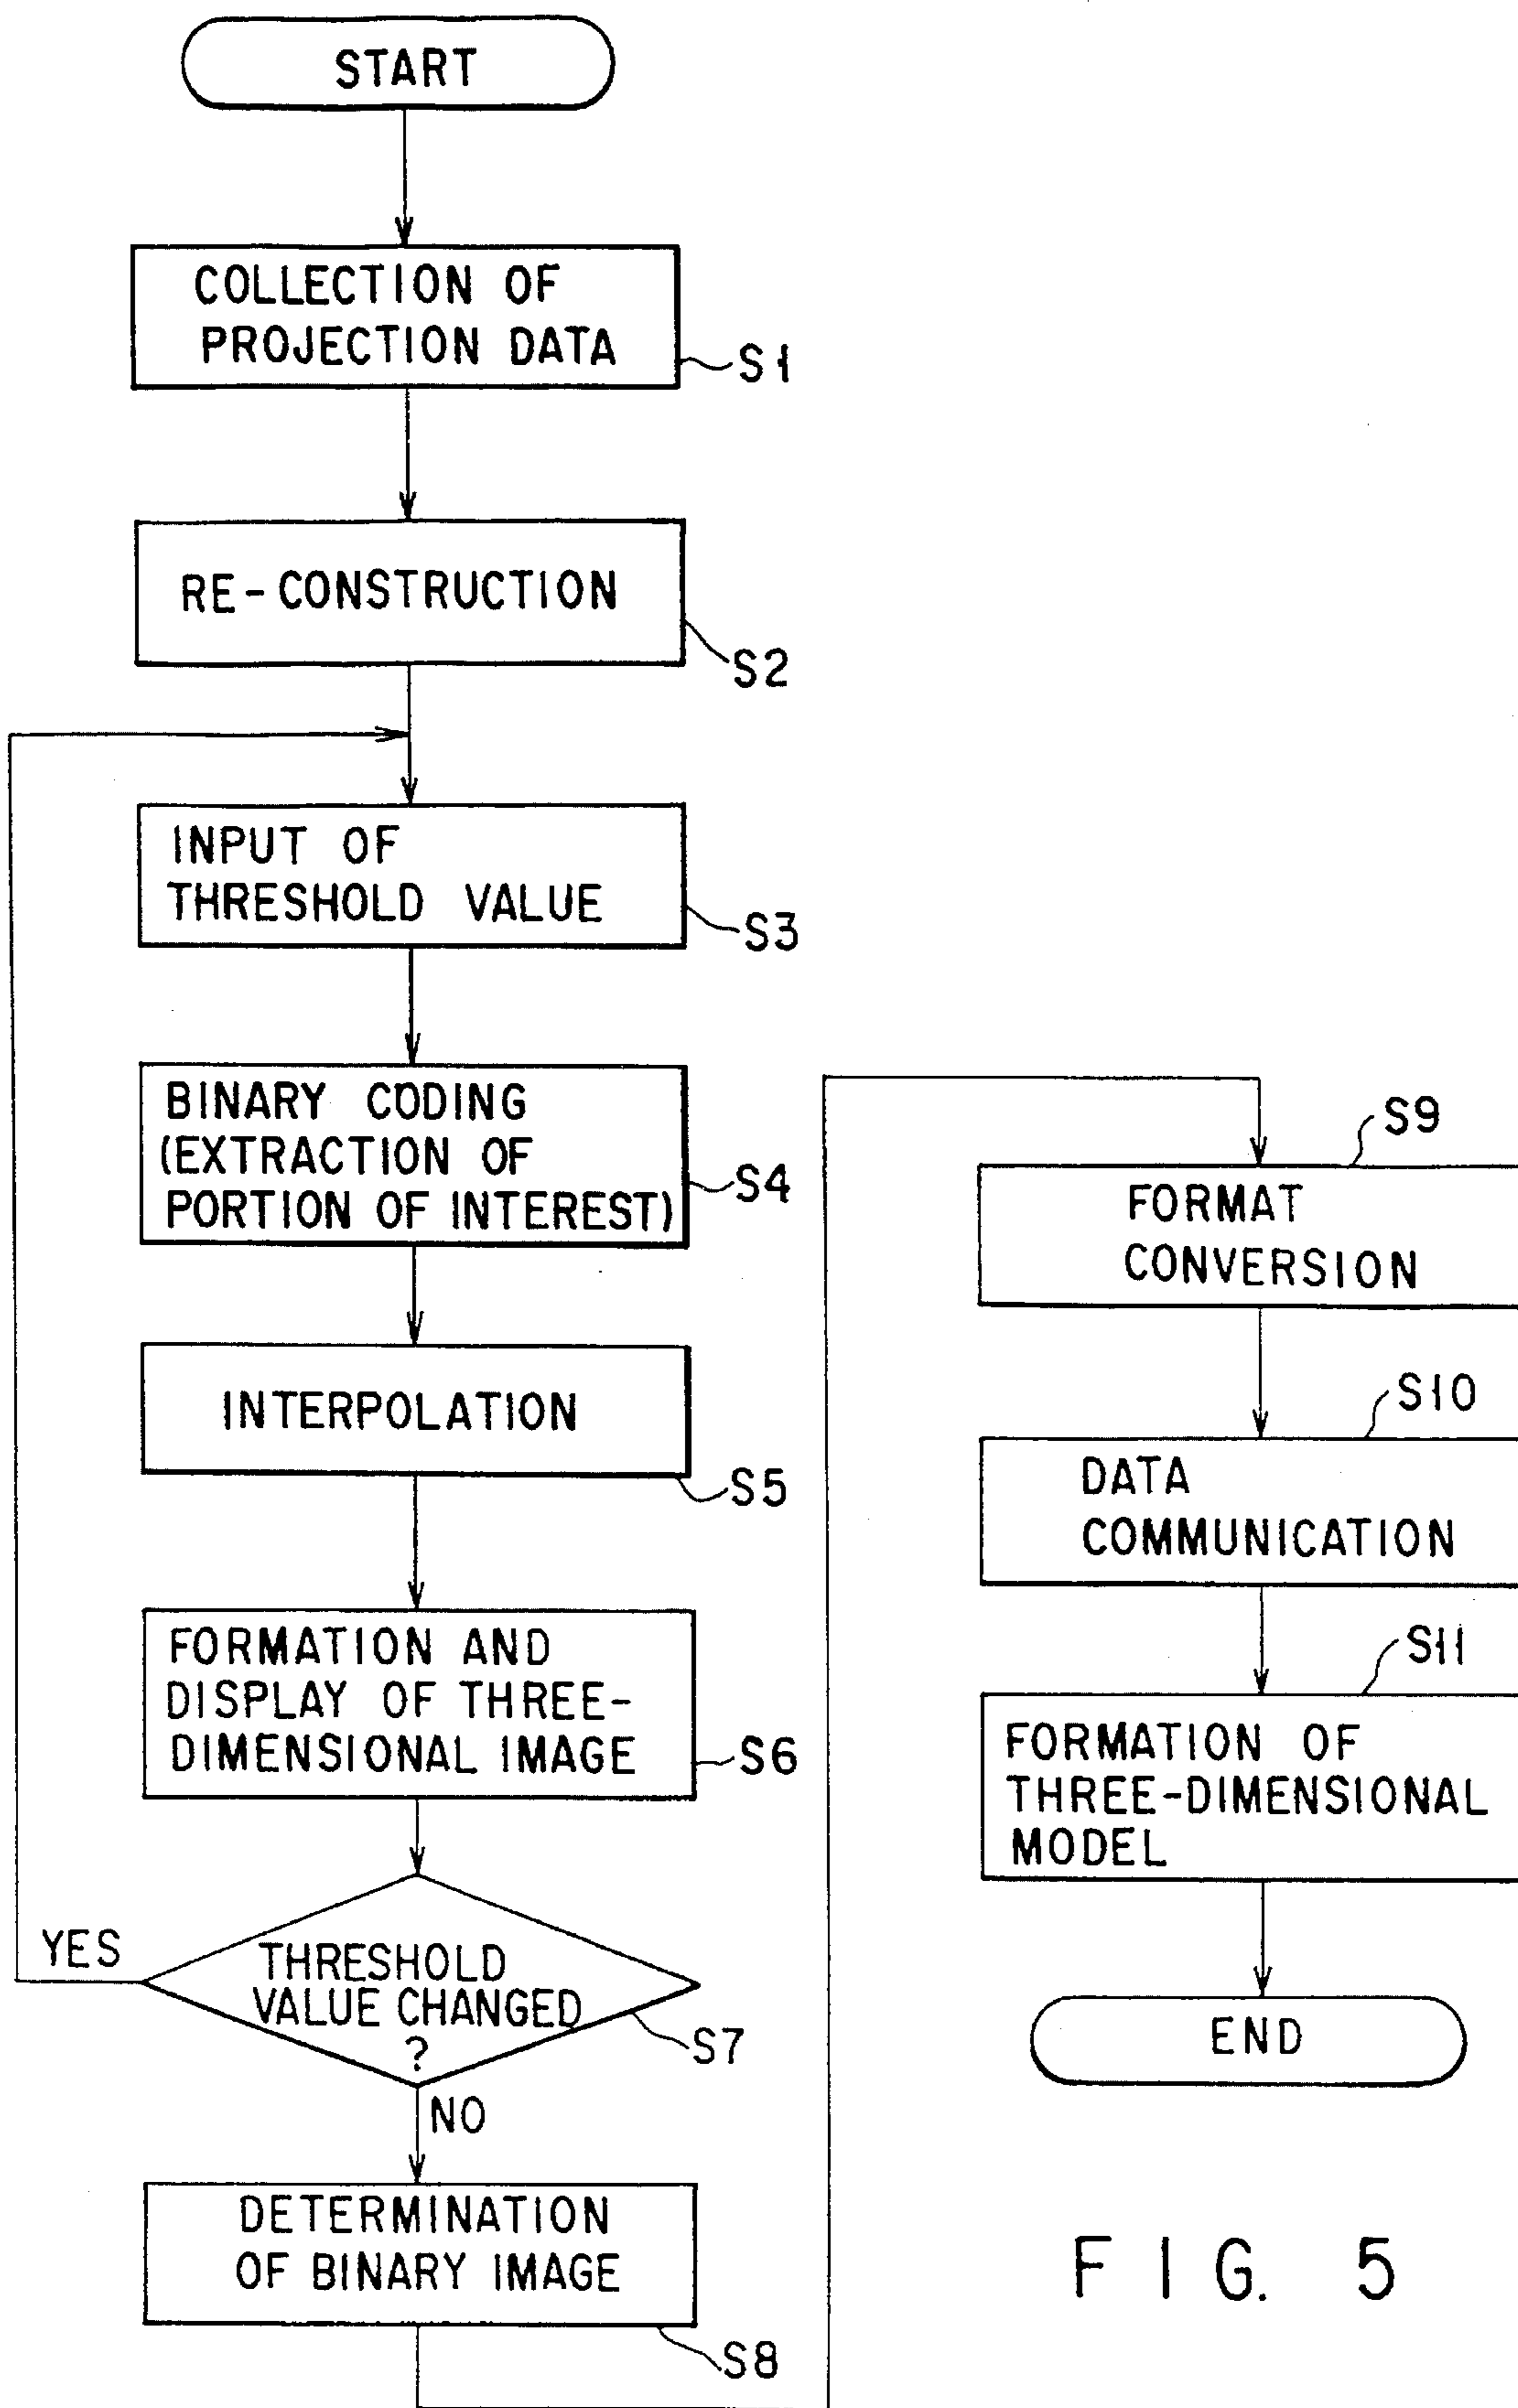 START
COLLECTION OF
PROJECTION DATA
S1
RE-CONSTRUCTION
S2
INPUT OF
THRESHOLD VALUE
S3
BINARY CODING
(EXTRACTION OF
PORTION OF INTEREST)
S4
INTERPOLATION
S5
FORMATION AND
DISPLAY OF THREE-
DIMENSIONAL IMAGE
S6
YES
THRESHOLD
VALUE CHANGED
?
S7
NO
DETERMINATION
OF BINARY IMAGE
S8
S9
FORMAT
CONVERSION
S10
DATA
COMMUNICATION
S11
FORMATION OF
THREE-DIMENSIONAL
MODEL
END
FIG. 5